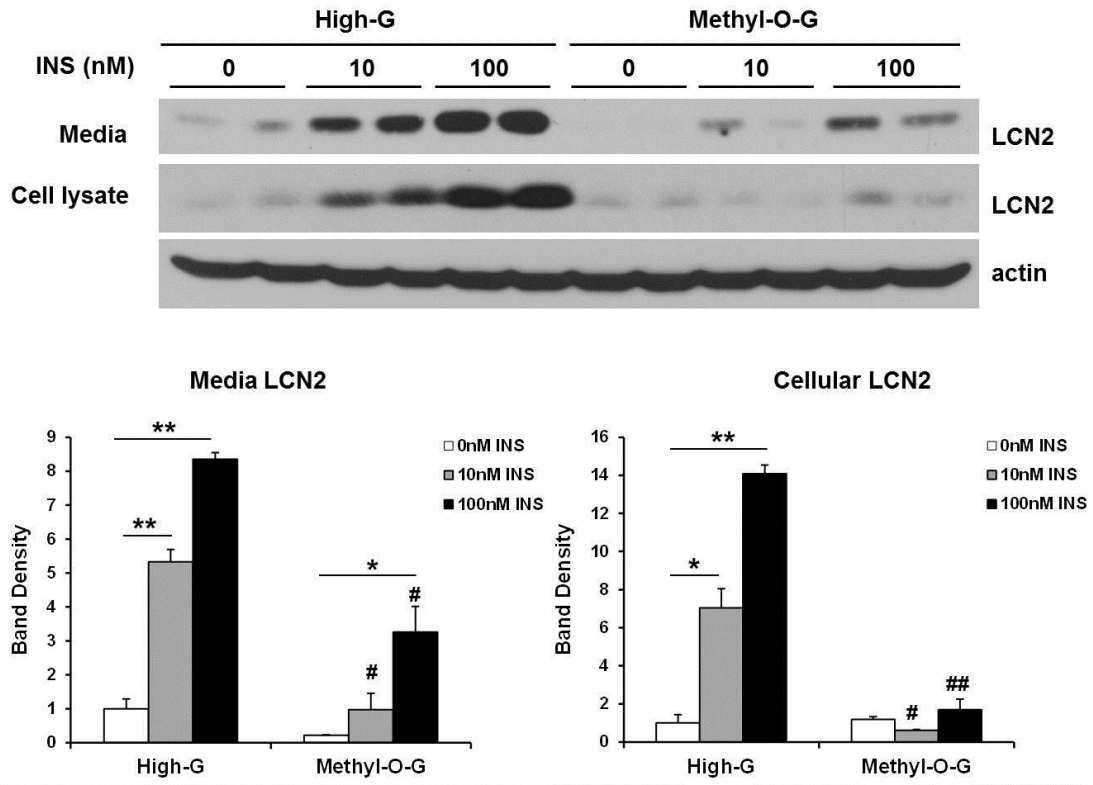 High-G Methyl-O-G
INS (nM) 0 10 100 0 10 100
Media LCN2
Cell lysate LCN2
actin
Media LCN2
Band Density
9
8
7
6
5
4
3
2
1
0
**
**
*
#
#
0nM INS
10nM INS
100nM INS
High-G Methyl-O-G
Cellular LCN2
Band Density
16
14
12
10
8
6
4
2
0
**
*
#
##
0nM INS
10nM INS
100nM INS
High-G Methyl-O-G